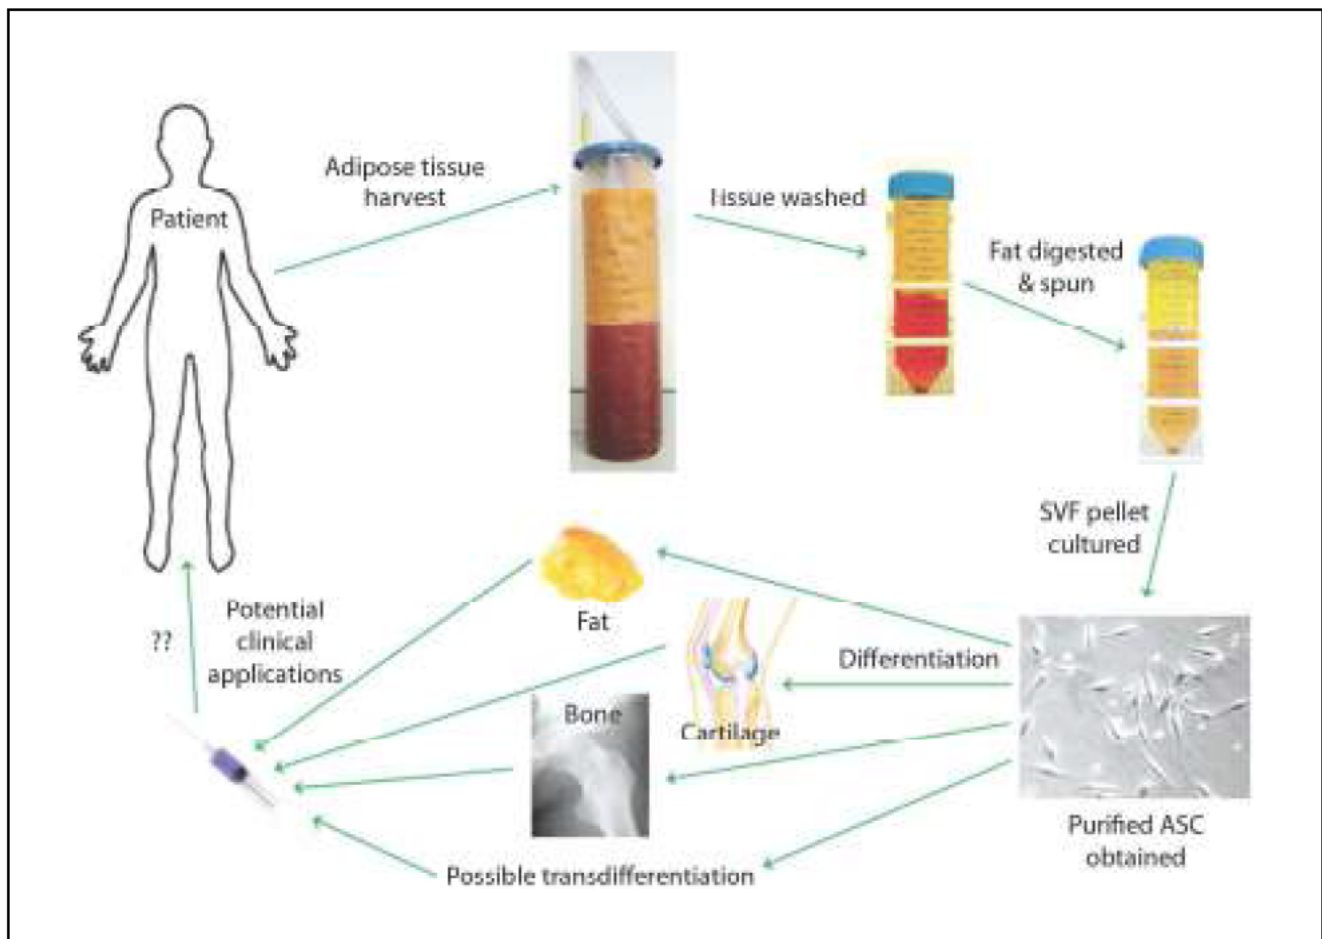 Patient
Adipose tissue
harvest
Tissue washed
Fat digested
& spun
SVF pellet
cultured
Purified ASC
obtained
Differentiation
Fat
Cartilage
Bone
Possible transdifferentiation
Potential
clinical
applications
??